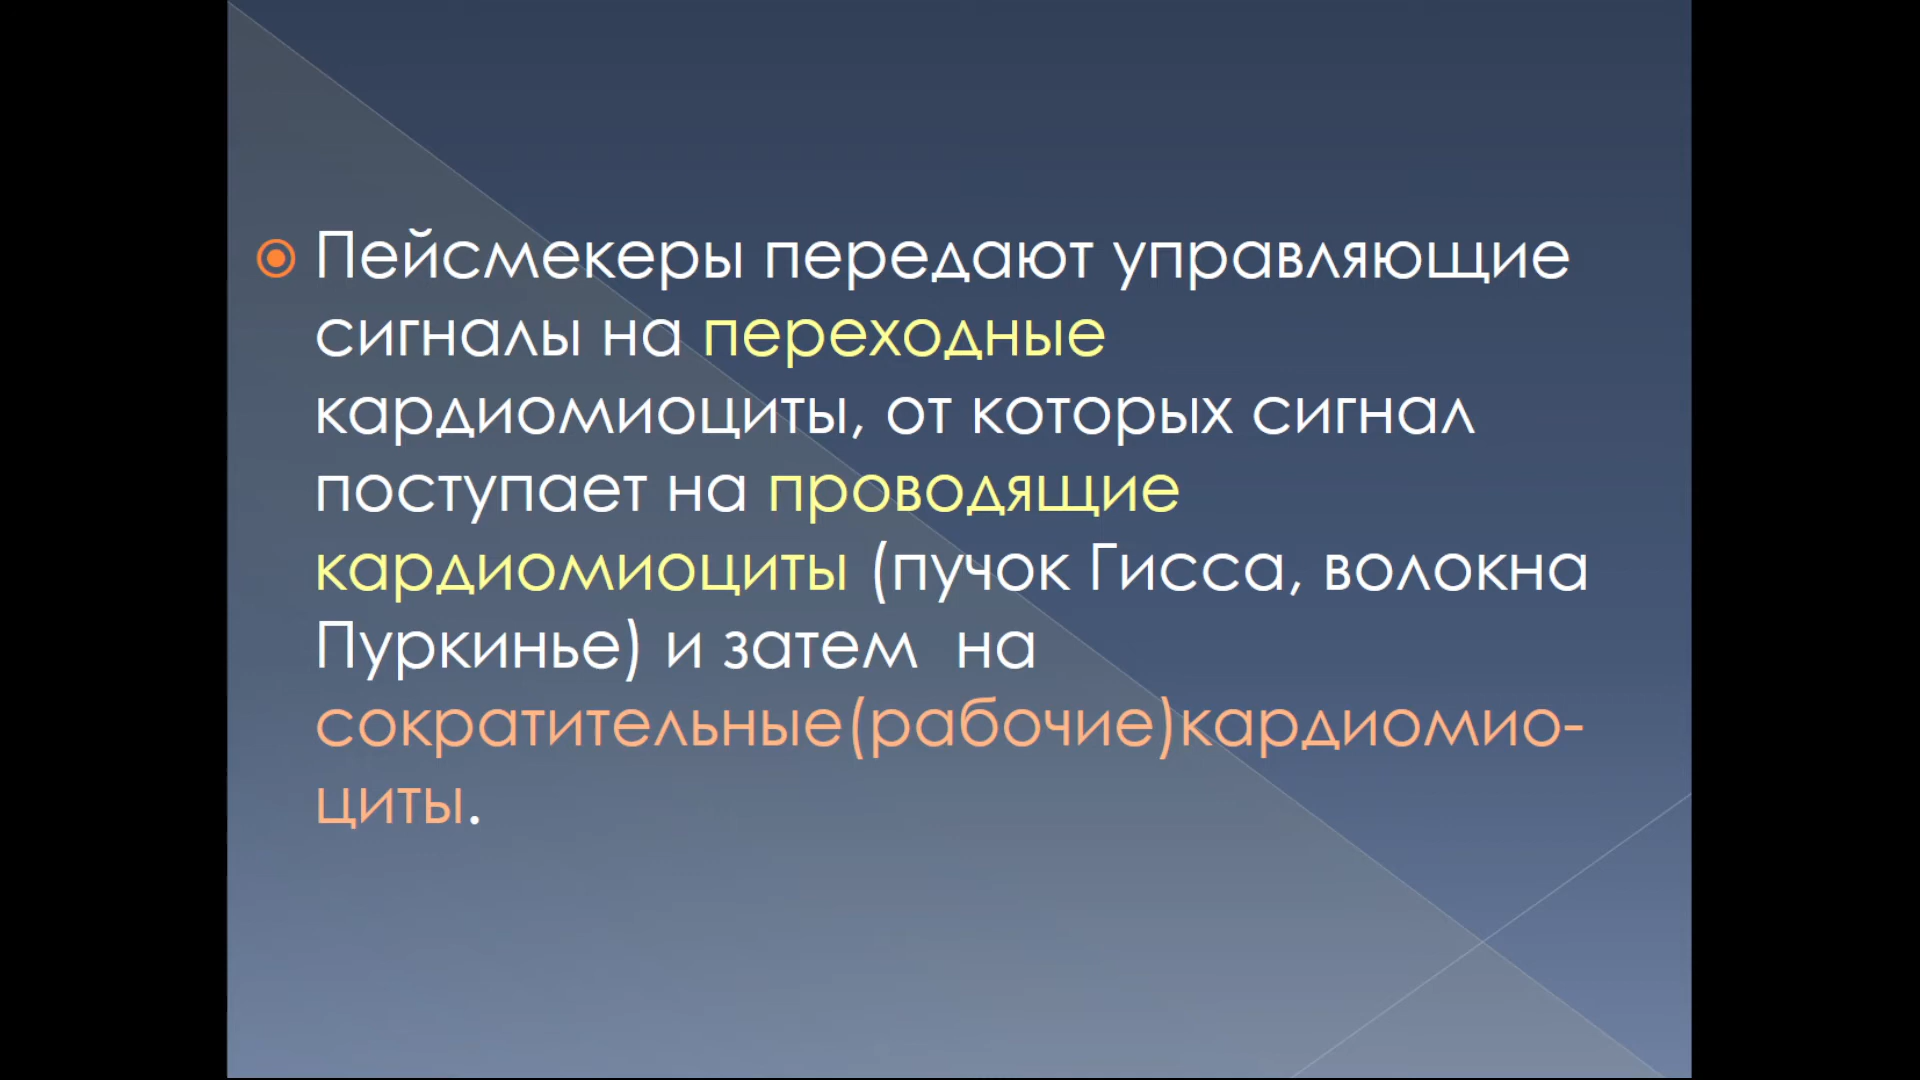 Пейсмекеры передают управляющие
сигналы на переходные
кардиомиоциты, от которых сигнал
поступает на проводящие
кардиомиоциты (пучок Гисса, волокна
Пуркинье) и затем  на
сократительные(рабочие)кардиомио-
циты.